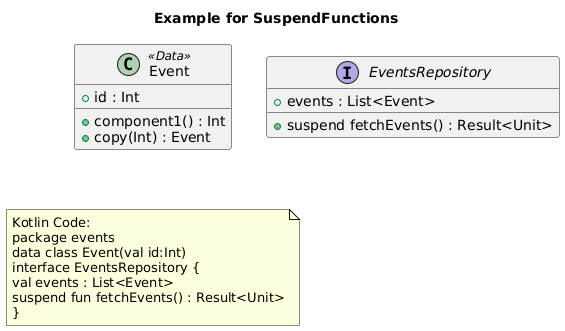 Example for SuspendFunctions
C «Data»
Event
id : Int
component1() : Int
copy(Int) : Event
I EventsRepository
events : List<Event>
suspend fetchEvents() : Result<Unit>
Kotlin Code:
package events
data class Event(val id:Int)
interface EventsRepository {
val events : List<Event>
suspend fun fetchEvents() : Result<Unit>
}